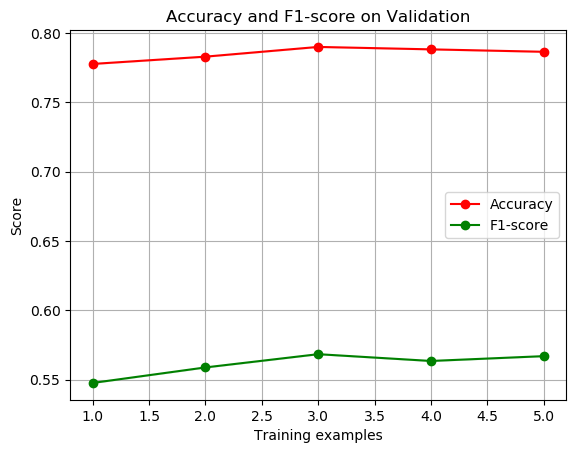 Accuracy and F1-score on Validation
0.80
0.75
0.70
0.65
0.60
0.55
Score
Accuracy
F1-score
1.0 1.5 2.0 2.5 3.0 3.5 4.0 4.5 5.0
Training examples